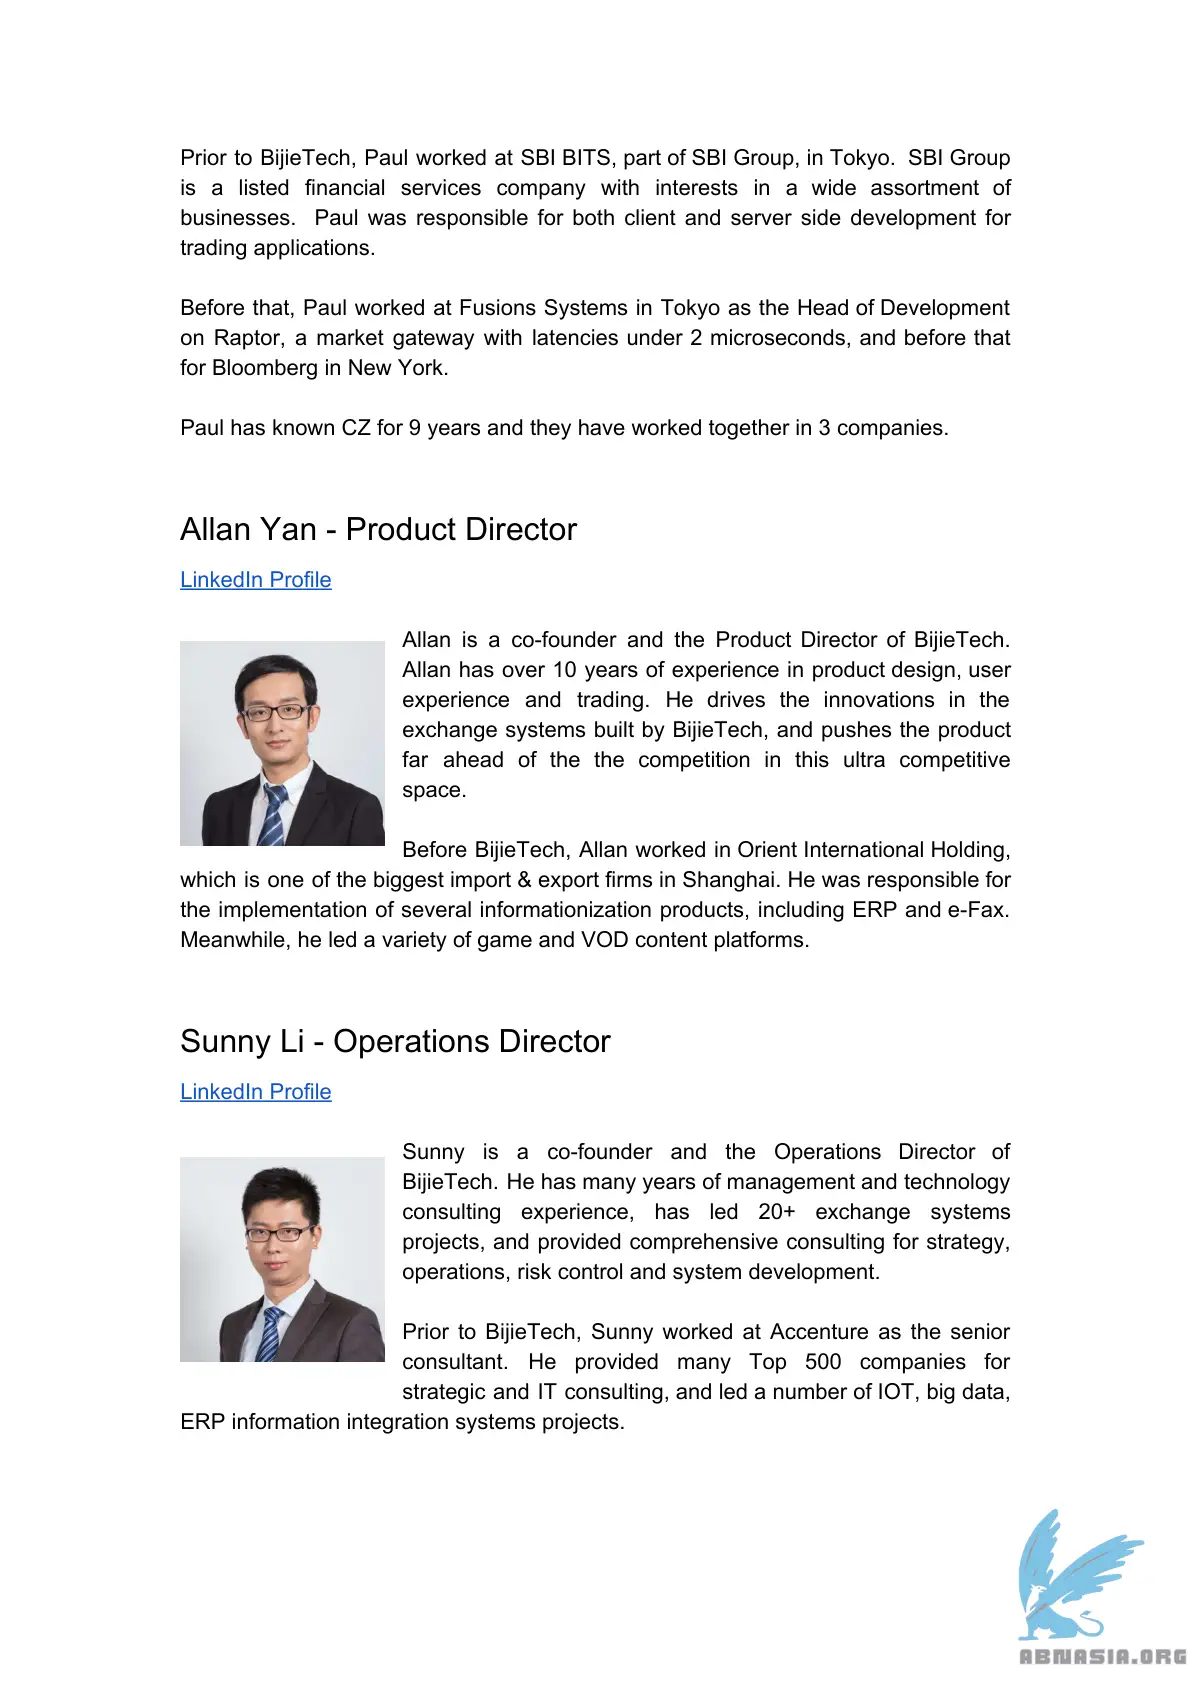 Prior to BijieTech, Paul worked at SBI BITS, part of SBI Group, in Tokyo. SBI Group
is a listed financial services company with interests in a wide assortment of
businesses. Paul was responsible for both client and server side development for
trading applications.
Before that, Paul worked at Fusions Systems in Tokyo as the Head of Development
on Raptor, a market gateway with latencies under 2 microseconds, and before that
for Bloomberg in New York.
Paul has known CZ for 9 years and they have worked together in 3 companies.
Allan Yan - Product Director
LinkedIn Profile
Allan is a co-founder and the Product Director of BijieTech.
Allan has over 10 years of experience in product design, user
experience and trading. He drives the innovations in the
exchange systems built by BijieTech, and pushes the product
far ahead of the the competition in this ultra competitive
space.
Before BijieTech, Allan worked in Orient International Holding,
which is one of the biggest import & export firms in Shanghai. He was responsible for
the implementation of several informationization products, including ERP and e-Fax.
Meanwhile, he led a variety of game and VOD content platforms.
Sunny Li - Operations Director
LinkedIn Profile
Sunny is a co-founder and the Operations Director of
BijieTech. He has many years of management and technology
consulting experience, has led 20+ exchange systems
projects, and provided comprehensive consulting for strategy,
operations, risk control and system development.
Prior to BijieTech, Sunny worked at Accenture as the senior
consultant. He provided many Top 500 companies for
strategic and IT consulting, and led a number of IOT, big data,
ERP information integration systems projects.
ABNASIA.ORG